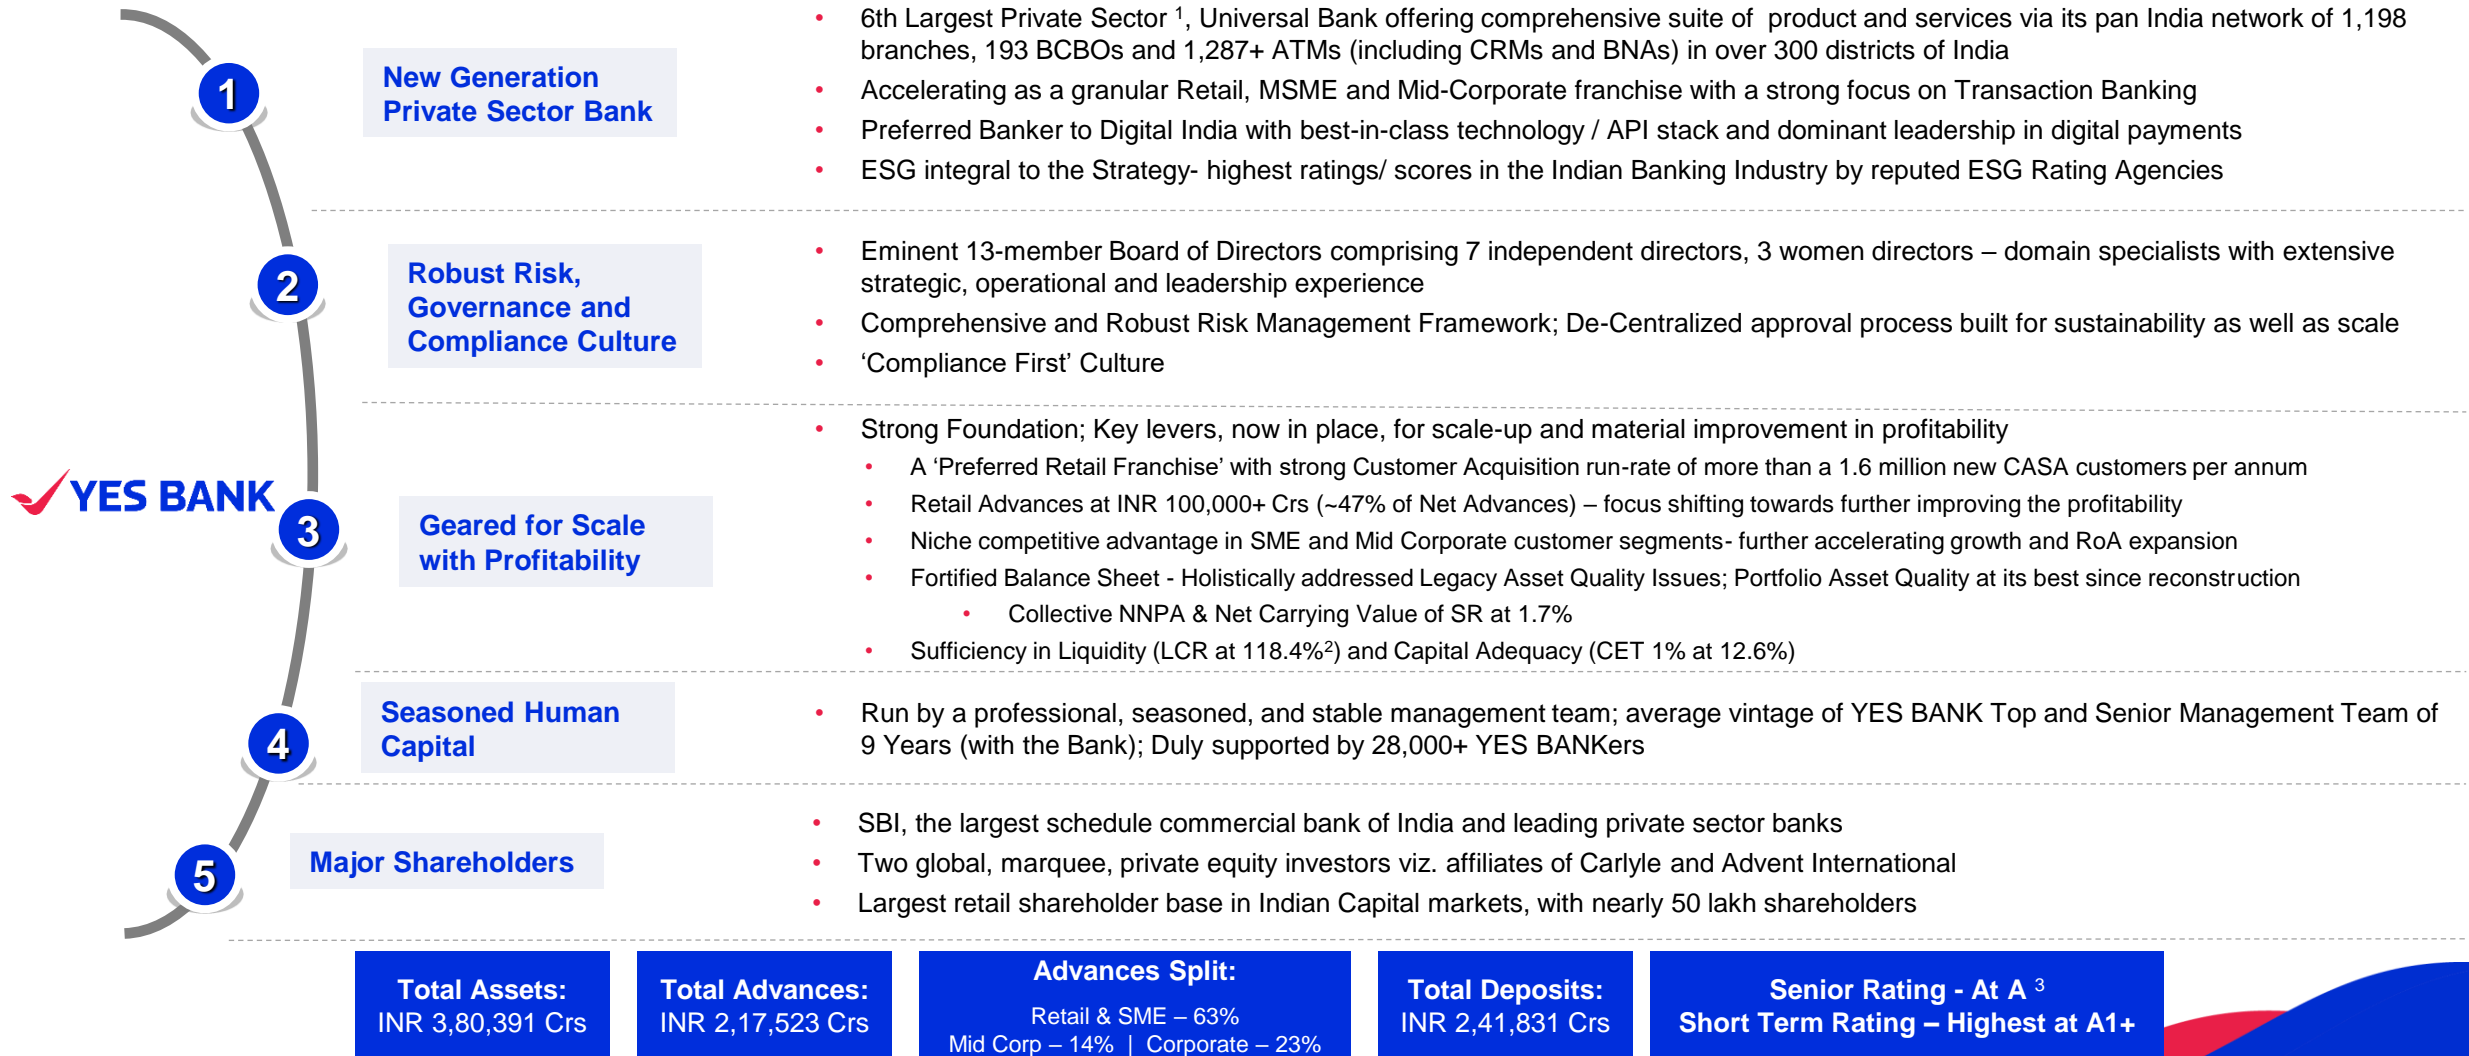 YES BANK
1
New Generation
Private Sector Bank
• 6th Largest Private Sector ¹, Universal Bank offering comprehensive suite of product and services via its pan India network of 1,198
branches, 193 BCBOs and 1,287+ ATMs (including CRMs and BNAs) in over 300 districts of India
• Accelerating as a granular Retail, MSME and Mid-Corporate franchise with a strong focus on Transaction Banking
• Preferred Banker to Digital India with best-in-class technology / API stack and dominant leadership in digital payments
• ESG integral to the Strategy- highest ratings/ scores in the Indian Banking Industry by reputed ESG Rating Agencies
2
Robust Risk,
Governance and
Compliance Culture
• Eminent 13-member Board of Directors comprising 7 independent directors, 3 women directors – domain specialists with extensive
strategic, operational and leadership experience
• Comprehensive and Robust Risk Management Framework; De-Centralized approval process built for sustainability as well as scale
• ‘Compliance First’ Culture
3
Geared for Scale
with Profitability
• Strong Foundation; Key levers, now in place, for scale-up and material improvement in profitability
• A ‘Preferred Retail Franchise’ with strong Customer Acquisition run-rate of more than a 1.6 million new CASA customers per annum
• Retail Advances at INR 100,000+ Crs (~47% of Net Advances) – focus shifting towards further improving the profitability
• Niche competitive advantage in SME and Mid Corporate customer segments- further accelerating growth and RoA expansion
• Fortified Balance Sheet - Holistically addressed Legacy Asset Quality Issues; Portfolio Asset Quality at its best since reconstruction
• Collective NNPA & Net Carrying Value of SR at 1.7%
• Sufficiency in Liquidity (LCR at 118.4%²) and Capital Adequacy (CET 1% at 12.6%)
4
Seasoned Human
Capital
• Run by a professional, seasoned, and stable management team; average vintage of YES BANK Top and Senior Management Team of
9 Years (with the Bank); Duly supported by 28,000+ YES BANKers
5
Major Shareholders
• SBI, the largest schedule commercial bank of India and leading private sector banks
• Two global, marquee, private equity investors viz. affiliates of Carlyle and Advent International
• Largest retail shareholder base in Indian Capital markets, with nearly 50 lakh shareholders
Total Assets:
INR 3,80,391 Crs
Total Advances:
INR 2,17,523 Crs
Advances Split:
Retail & SME – 63%
Mid Corp – 14% | Corporate – 23%
Total Deposits:
INR 2,41,831 Crs
Senior Rating - At A ³
Short Term Rating – Highest at A1+